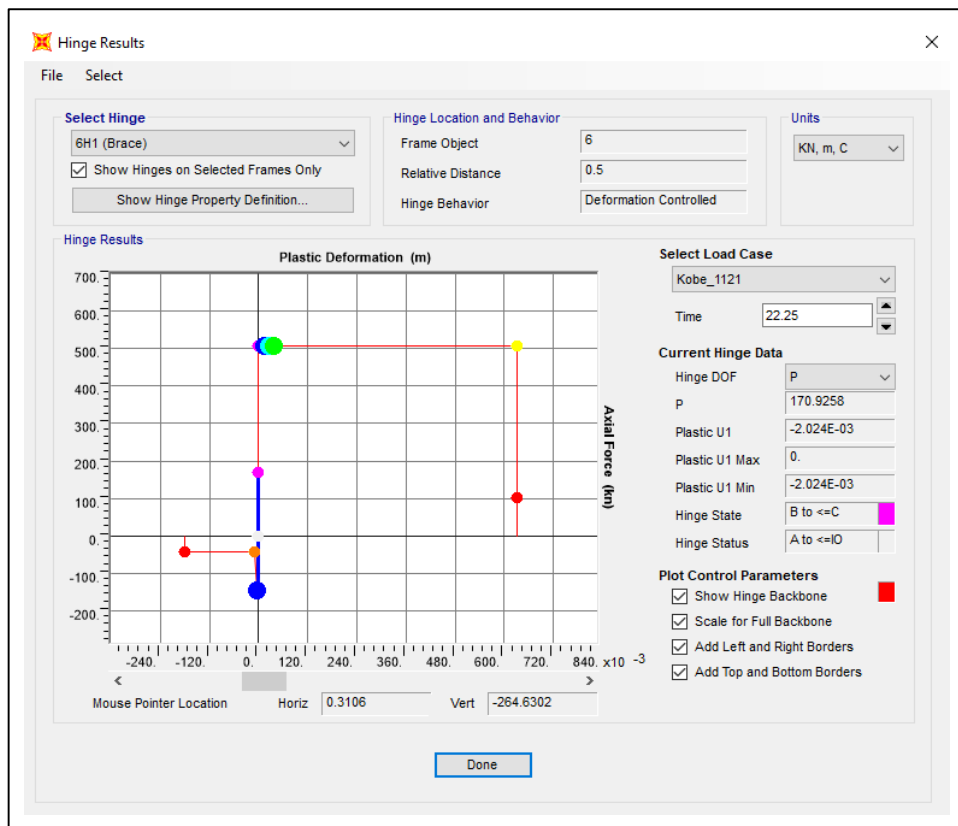 Hinge Results
File Select
Select Hinge
6H1 (Brace)
Show Hinges on Selected Frames Only
Show Hinge Property Definition...
Hinge Location and Behavior
Frame Object 6
Relative Distance 0.5
Hinge Behavior Deformation Controlled
Units
KN, m, C
Hinge Results
Plastic Deformation (m)
700.
600.
500.
400.
300.
200.
100.
0.
-100.
-200.
-240. -120. 0. 120. 240. 360. 480. 600. 720. 840. x10 -3
Axial Force (kn)
< >
Mouse Pointer Location Horiz 0.3106 Vert -264.6302
Select Load Case
Kobe_1121
Time 22.25
Current Hinge Data
Hinge DOF P
P 170.9258
Plastic U1 -2.024E-03
Plastic U1 Max 0.
Plastic U1 Min -2.024E-03
Hinge State B to <=C
Hinge Status A to <=IO
Plot Control Parameters
Show Hinge Backbone
Scale for Full Backbone
Add Left and Right Borders
Add Top and Bottom Borders
Done